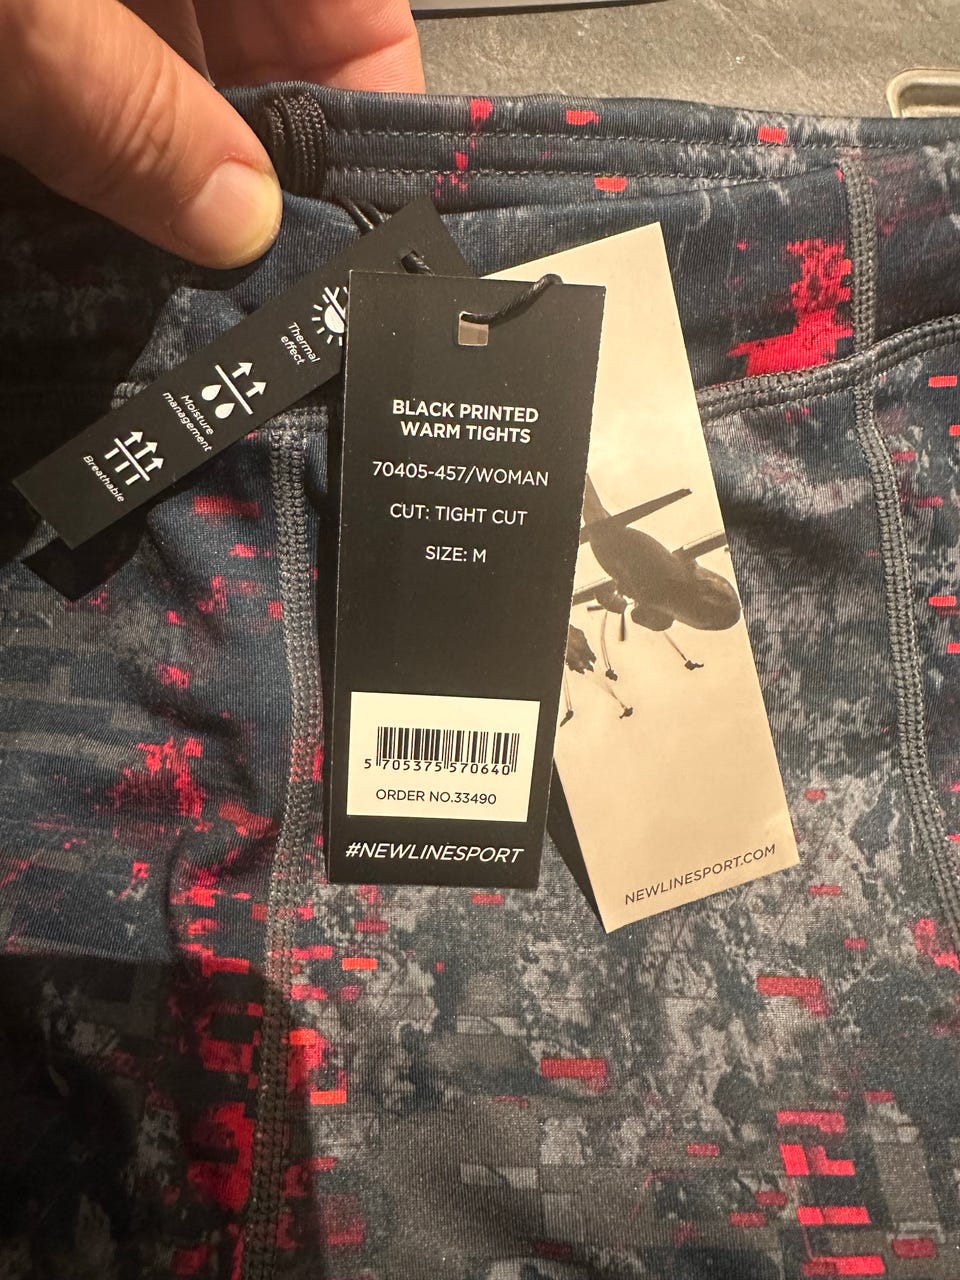 Thermal
effect
Moisture
management
Breathable
BLACK PRINTED
WARM TIGHTS
70405-457/WOMAN
CUT: TIGHT CUT
SIZE: M
5 705375 570640
ORDER NO.33490
#NEWLINESPORT
NEWLINESPORT.COM